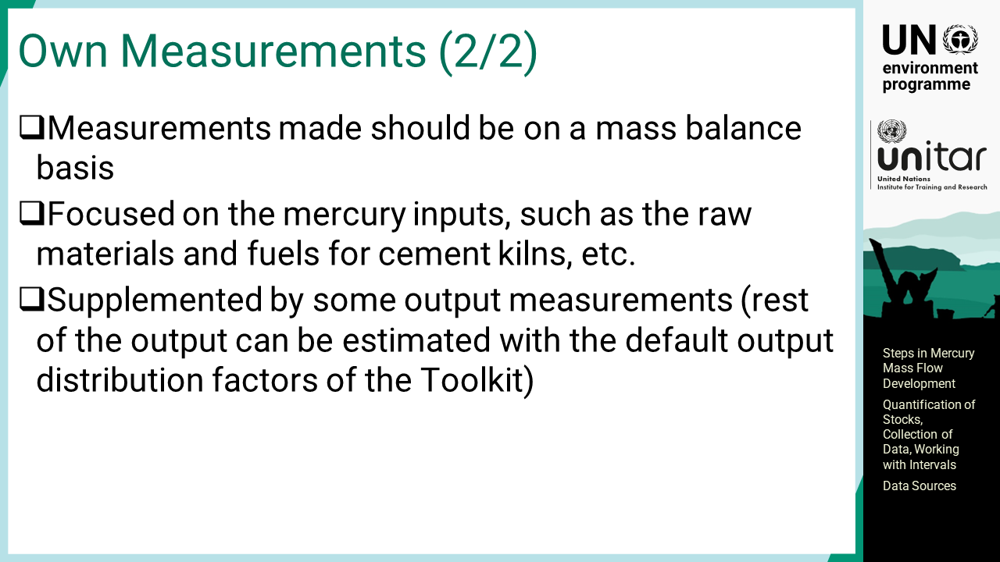 Own Measurements (2/2)
❑Measurements made should be on a mass balance
basis
❑Focused on the mercury inputs, such as the raw
materials and fuels for cement kilns, etc.
❑Supplemented by some output measurements (rest
of the output can be estimated with the default output
distribution factors of the Toolkit)
UN
environment
programme
unitar
United Nations
Institute for Training and Research
Steps in Mercury
Mass Flow
Development
Quantification of
Stocks,
Collection of
Data, Working
with Intervals
Data Sources